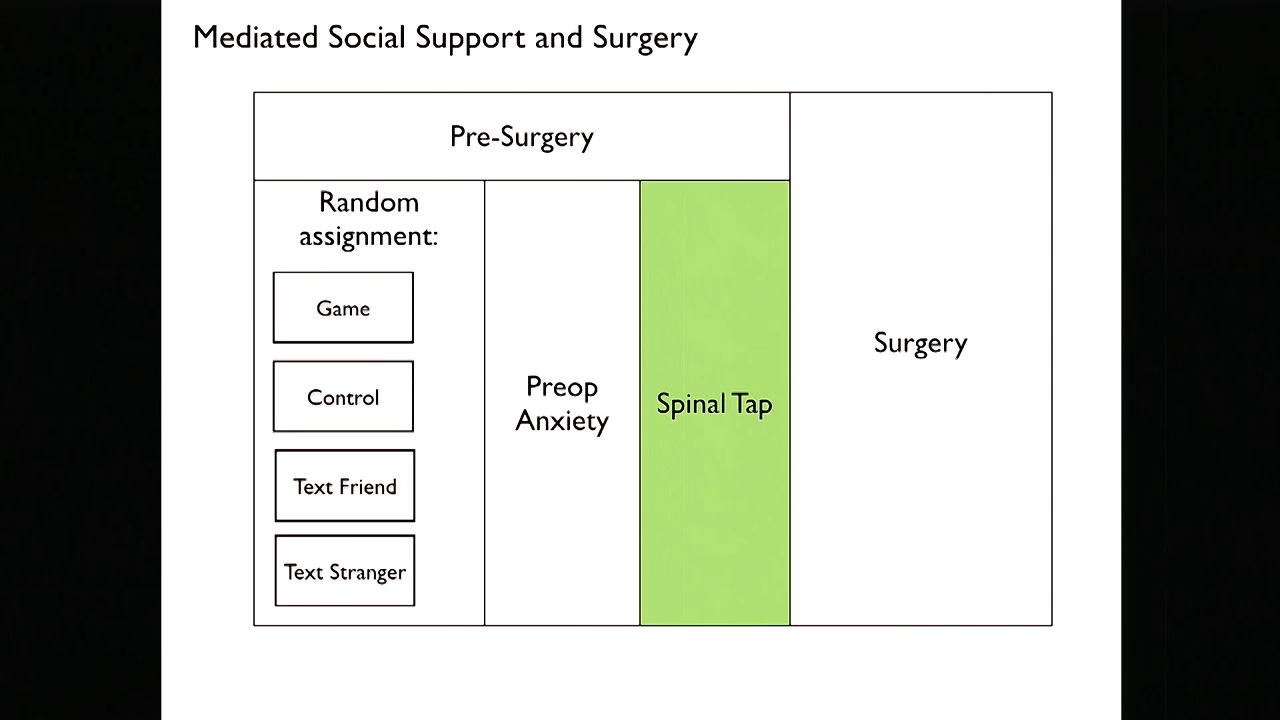 Mediated Social Support and Surgery
Pre-Surgery
Random
assignment:
Game
Control
Text Friend
Text Stranger
Preop
Anxiety
Spinal Tap
Surgery